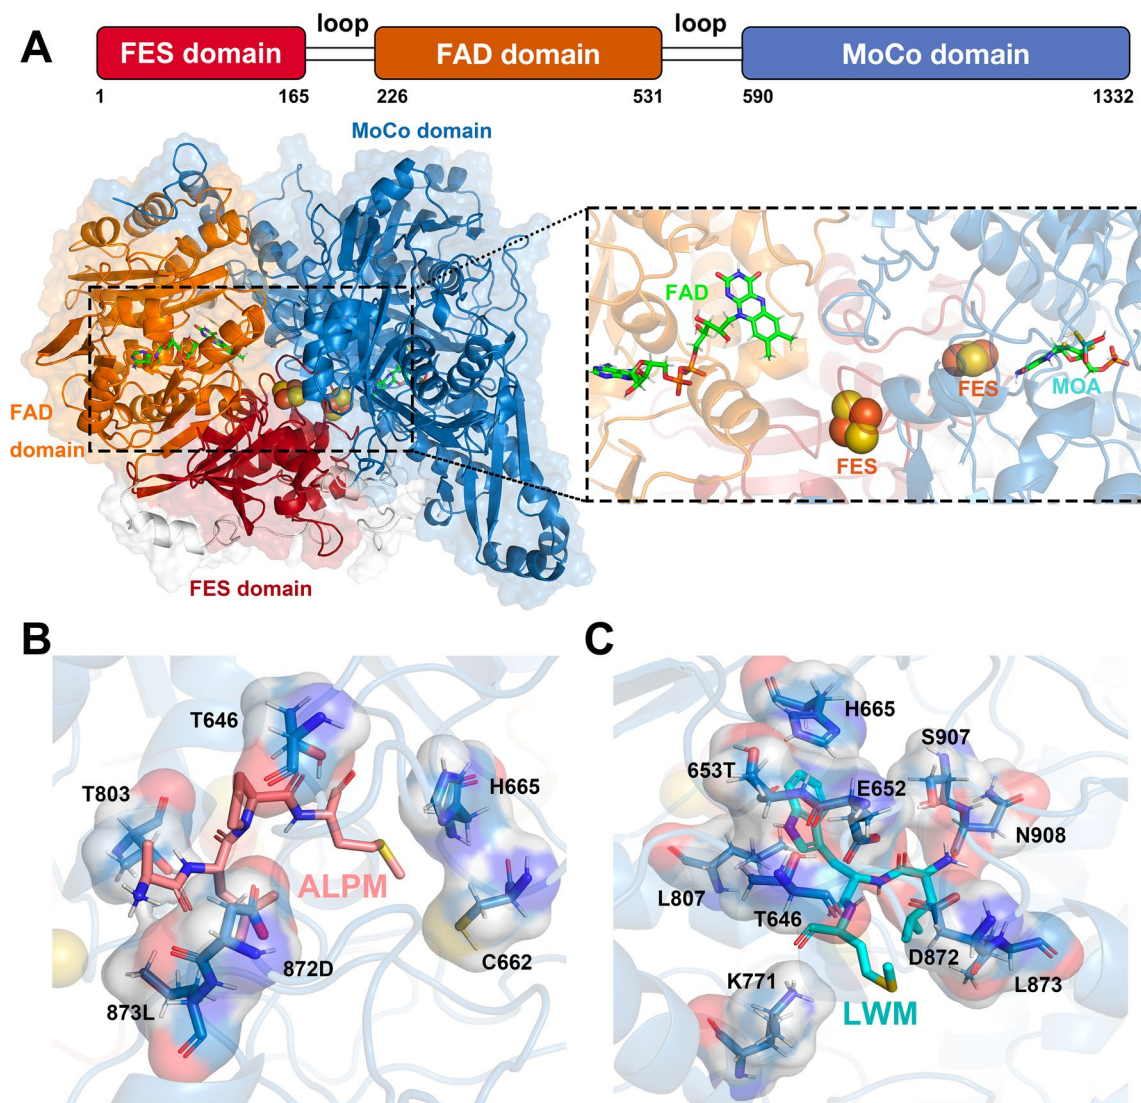 A
loop
loop
FES domain
FAD domain
MoCo domain
1
165
226
531
590
1332
MoCo domain
FAD
FES
MOA
FES
FAD
domain
FES domain
B
T646
T803
H665
ALPM
872D
C662
873L
C
H665
S907
653T
E652
N908
L807
T646
D872
L873
K771
LWM